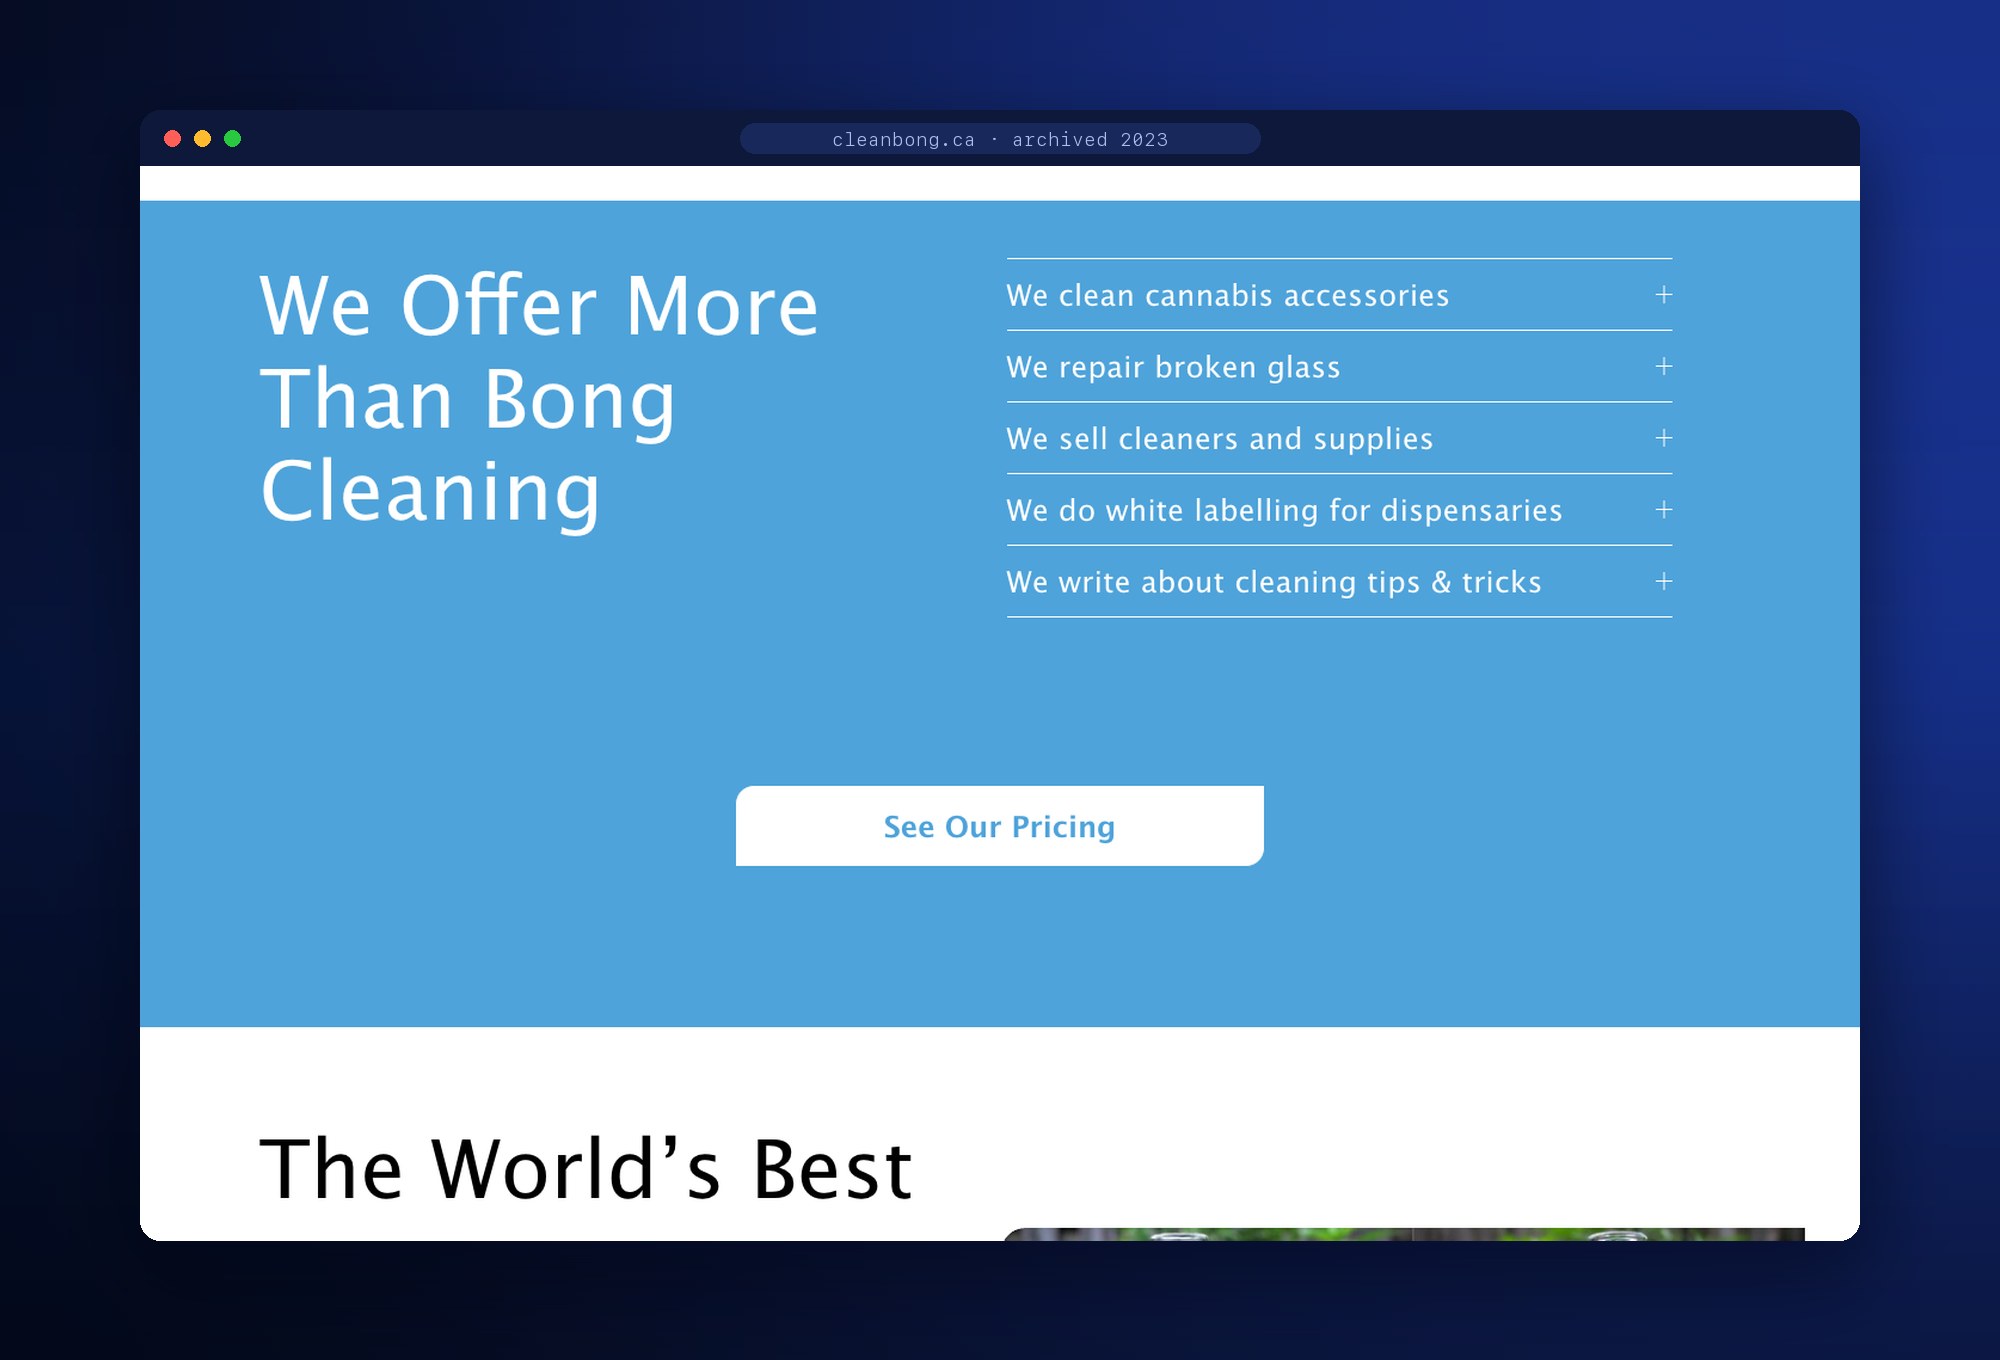 cleanbong.ca · archived 2023
We Offer More
Than Bong
Cleaning
We clean cannabis accessories +
We repair broken glass +
We sell cleaners and supplies +
We do white labelling for dispensaries +
We write about cleaning tips & tricks +
See Our Pricing
The World’s Best